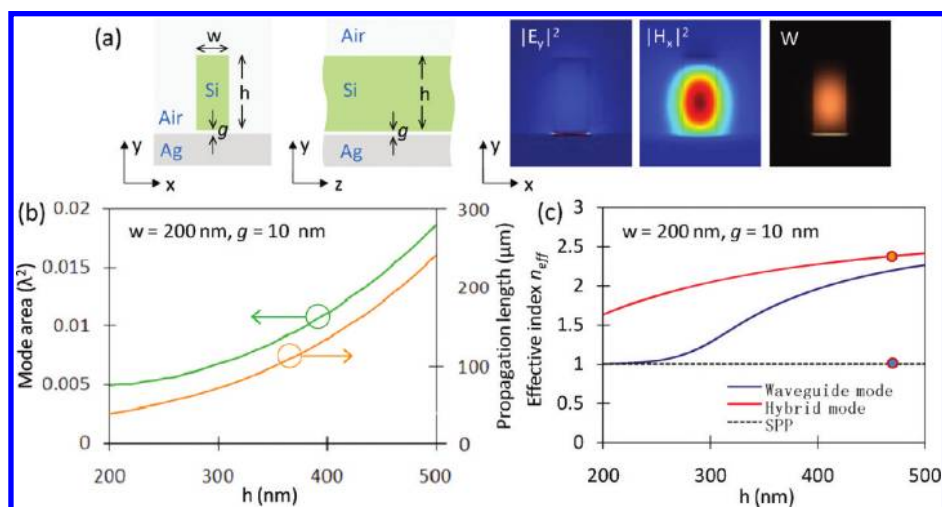 (a)
w
Si
h
Air
g
Ag
y
x
Air
Si
h
g
Ag
y
z
y
x
|E_y|²
|H_x|²
W
(b)
w = 200 nm, g = 10 nm
Mode area (λ²)
0.02
0.015
0.01
0.005
0
Propagation length (μm)
300
200
100
0
200 300 400 500
h (nm)
(c)
w = 200 nm, g = 10 nm
Effective index n_eff
3
2.5
2
1.5
1
0.5
0
Waveguide mode
Hybrid mode
SPP
200 300 400 500
h (nm)